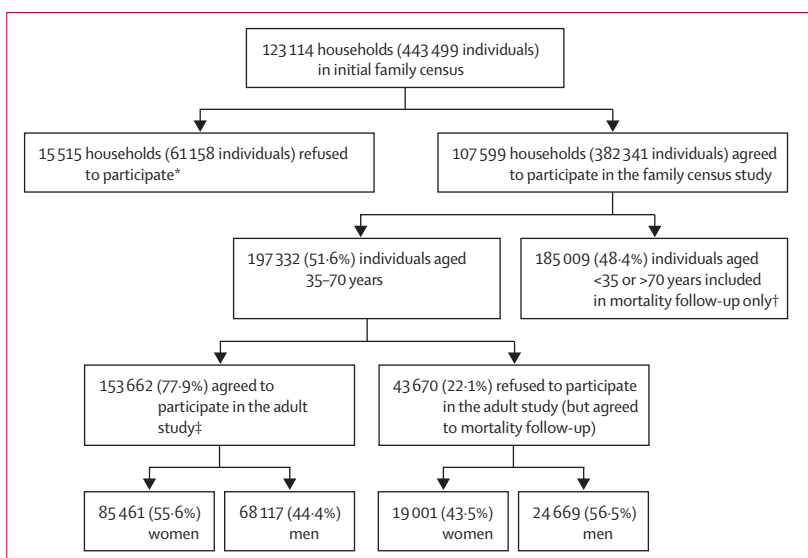 123 114 households (443 499 individuals)
in initial family census
15 515 households (61 158 individuals) refused
to participate*
107 599 households (382 341 individuals) agreed
to participate in the family census study
197 332 (51·6%) individuals aged
35–70 years
185 009 (48·4%) individuals aged
<35 or >70 years included
in mortality follow-up only†
153 662 (77·9%) agreed to
participate in the adult
study‡
43 670 (22·1%) refused to participate
in the adult study (but agreed
to mortality follow-up)
85 461 (55·6%)
women
68 117 (44·4%)
men
19 001 (43·5%)
women
24 669 (56·5%)
men